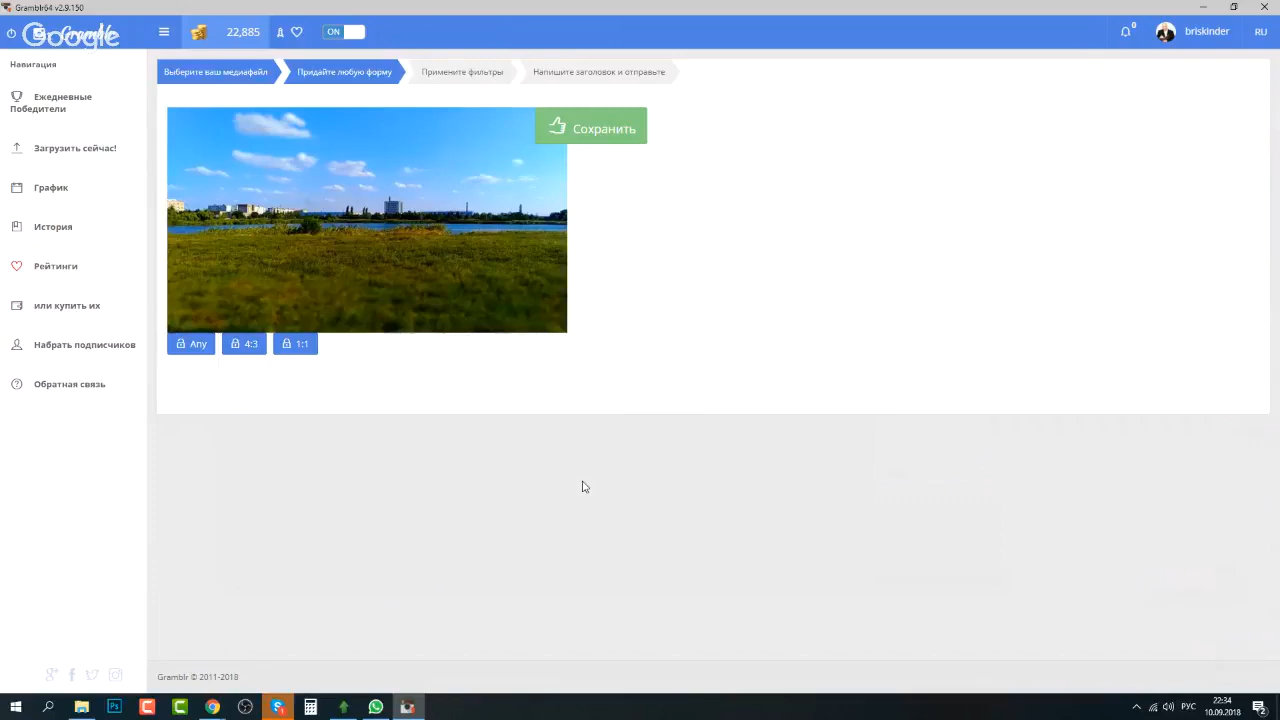 Gramblr64 v2.9.150
Google
22,885
ON
0
briskinder
RU
Навигация
Ежедневные
Победители
Загрузить сейчас!
График
История
Рейтинги
или купить их
Набрать подписчиков
Обратная связь
Выберите ваш медиафайл
Придайте любую форму
Примените фильтры
Напишите заголовок и отправьте
Сохранить
Any
4:3
1:1
Gramblr © 2011-2018
РУС
22:34
10.09.2018
2